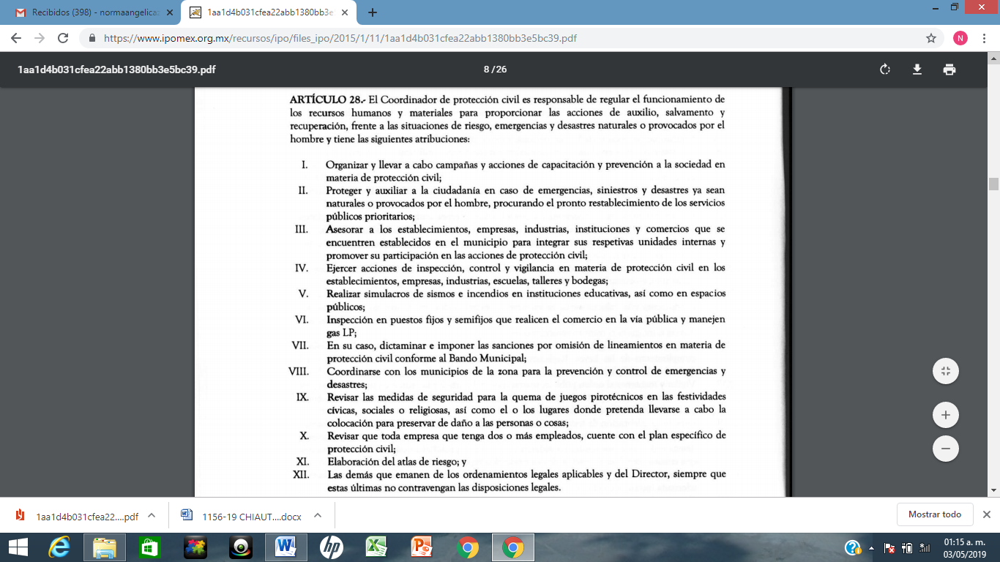 Recibidos (398) - normaangelica
1aa1d4b031cfea22abb1380bb3e
https://www.ipomex.org.mx/recursos/ipo/files_ipo/2015/1/11/1aa1d4b031cfea22abb1380bb3e5bc39.pdf
N
1aa1d4b031cfea22abb1380bb3e5bc39.pdf
8 / 26
ARTÍCULO 28.- El Coordinador de protección civil es responsable de regular el funcionamiento de
los recursos humanos y materiales para proporcionar las acciones de auxilio, salvamento y
recuperación, frente a las situaciones de riesgo, emergencias y desastres naturales o provocados por el
hombre y tiene las siguientes atribuciones:
I. Organizar y llevar a cabo campañas y acciones de capacitación y prevención a la sociedad en
materia de protección civil;
II. Proteger y auxiliar a la ciudadanía en caso de emergencias, siniestros y desastres ya sean
naturales o provocados por el hombre, procurando el pronto restablecimiento de los servicios
públicos prioritarios;
III. Asesorar a los establecimientos, empresas, industrias, instituciones y comercios que se
encuentren establecidos en el municipio para integrar sus respetivas unidades internas y
promover su participación en las acciones de protección civil;
IV. Ejercer acciones de inspección, control y vigilancia en materia de protección civil en los
establecimientos, empresas, industrias, escuelas, talleres y bodegas;
V. Realizar simulacros de sismos e incendios en instituciones educativas, así como en espacios
públicos;
VI. Inspección en puestos fijos y semifijos que realicen el comercio en la vía pública y manejen
gas LP;
VII. En su caso, dictaminar e imponer las sanciones por omisión de lineamientos en materia de
protección civil conforme al Bando Municipal;
VIII. Coordinarse con los municipios de la zona para la prevención y control de emergencias y
desastres;
IX. Revisar las medidas de seguridad para la quema de juegos pirotécnicos en las festividades
cívicas, sociales o religiosas, así como el o los lugares donde pretenda llevarse a cabo la
colocación para preservar de daño a las personas o cosas;
X. Revisar que toda empresa que tenga dos o más empleados, cuente con el plan específico de
protección civil;
XI. Elaboración del atlas de riesgo; y
XII. Las demás que emanen de los ordenamientos legales aplicables y del Director, siempre que
estas últimas no contravengan las disposiciones legales.
1aa1d4b031cfea22....pdf
1156-19 CHIAUT....docx
Mostrar todo
01:15 a. m.
03/05/2019